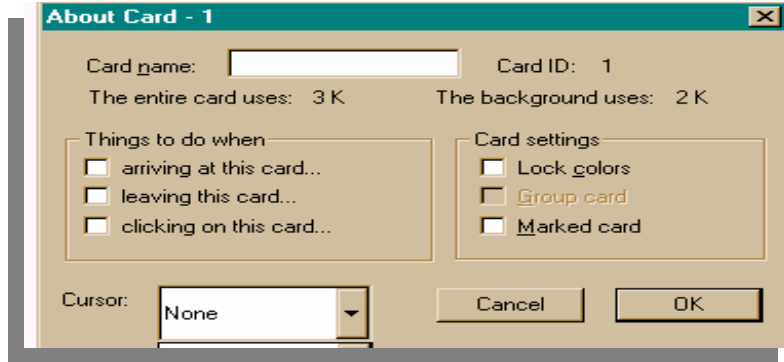 About Card - 1
Card name: Card ID: 1
The entire card uses: 3 K The background uses: 2 K
Things to do when
arriving at this card...
leaving this card...
clicking on this card...
Card settings
Lock colors
Group card
Marked card
Cursor: None
Cancel OK